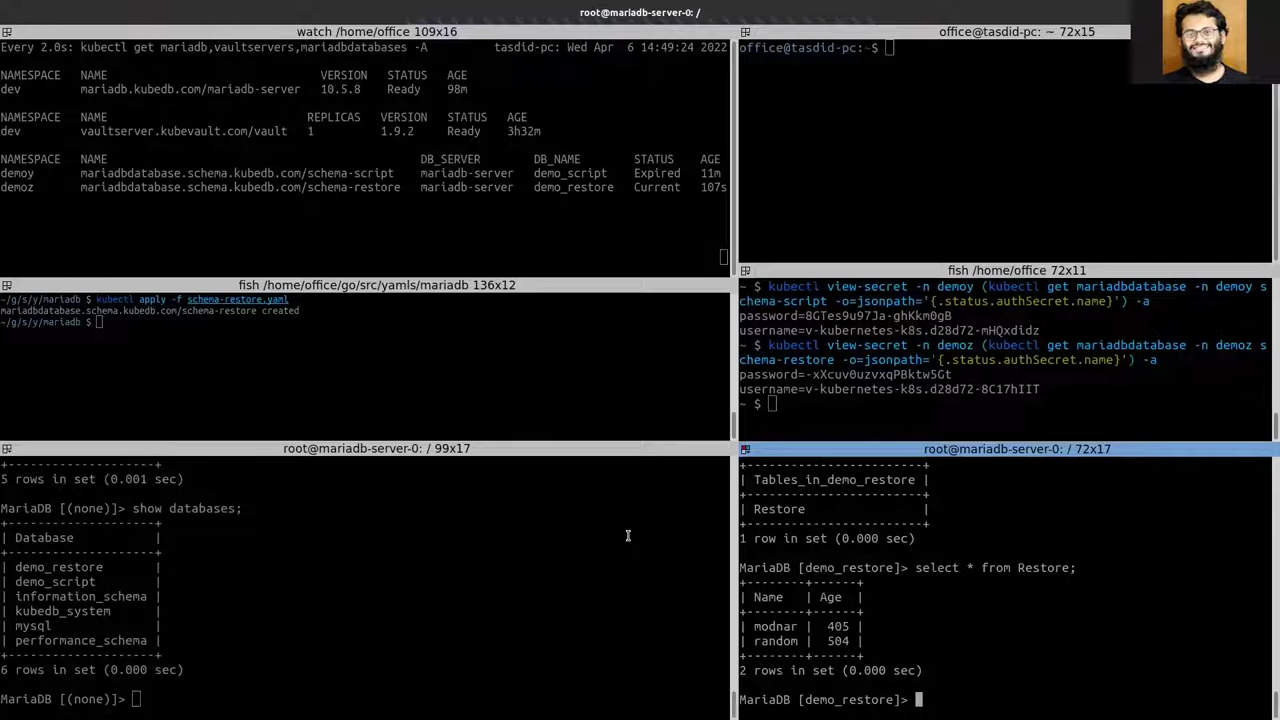 root@mariadb-server-0: /
watch /home/office 109x16
Every 2.0s: kubectl get mariadb,vaultservers,mariadbdatabases -A tasdid-pc: Wed Apr 6 14:49:24 2022
NAMESPACE NAME VERSION STATUS AGE
dev mariadb.kubedb.com/mariadb-server 10.5.8 Ready 98m
NAMESPACE NAME REPLICAS VERSION STATUS AGE
dev vaultserver.kubevault.com/vault 1 1.9.2 Ready 3h32m
NAMESPACE NAME DB_SERVER DB_NAME STATUS AGE
demoy mariadbdatabase.schema.kubedb.com/schema-script mariadb-server demo_script Expired 11m
demoz mariadbdatabase.schema.kubedb.com/schema-restore mariadb-server demo_restore Current 107s
office@tasdid-pc: ~ 72x15
office@tasdid-pc:~$
fish /home/office/go/src/yamls/mariadb 136x12
~/g/s/y/mariadb $ kubectl apply -f schema-restore.yaml
mariadbdatabase.schema.kubedb.com/schema-restore created
~/g/s/y/mariadb $
fish /home/office 72x11
~ $ kubectl view-secret -n demoy (kubectl get mariadbdatabase -n demoy s
chema-script -o=jsonpath='{.status.authSecret.name}') -a
password=8GTes9u97Ja-ghKkm0gB
username=v-kubernetes-k8s.d28d72-mHQxdidz
~ $ kubectl view-secret -n demoz (kubectl get mariadbdatabase -n demoz s
chema-restore -o=jsonpath='{.status.authSecret.name}') -a
password=-xXcuv0uzvxqPBktw5Gt
username=v-kubernetes-k8s.d28d72-8C17hIIT
~ $
root@mariadb-server-0: / 99x17
+--------------------+
5 rows in set (0.001 sec)
MariaDB [(none)]> show databases;
+--------------------+
| Database |
+--------------------+
| demo_restore |
| demo_script |
| information_schema |
| kubedb_system |
| mysql |
| performance_schema |
+--------------------+
6 rows in set (0.000 sec)
MariaDB [(none)]>
root@mariadb-server-0: / 72x17
+------------------------+
| Tables_in_demo_restore |
+------------------------+
| Restore |
+------------------------+
1 row in set (0.000 sec)
MariaDB [demo_restore]> select * from Restore;
+--------+------+
| Name | Age |
+--------+------+
| modnar | 405 |
| random | 504 |
+--------+------+
2 rows in set (0.000 sec)
MariaDB [demo_restore]>